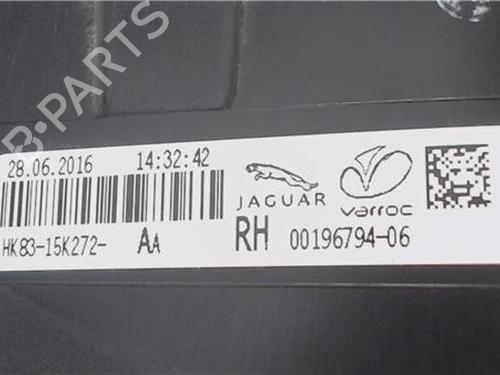 B-PARTS
28.06.2016 14:32:42
JAGUAR varroc
HK83-15K272- AA RH 00196794-06